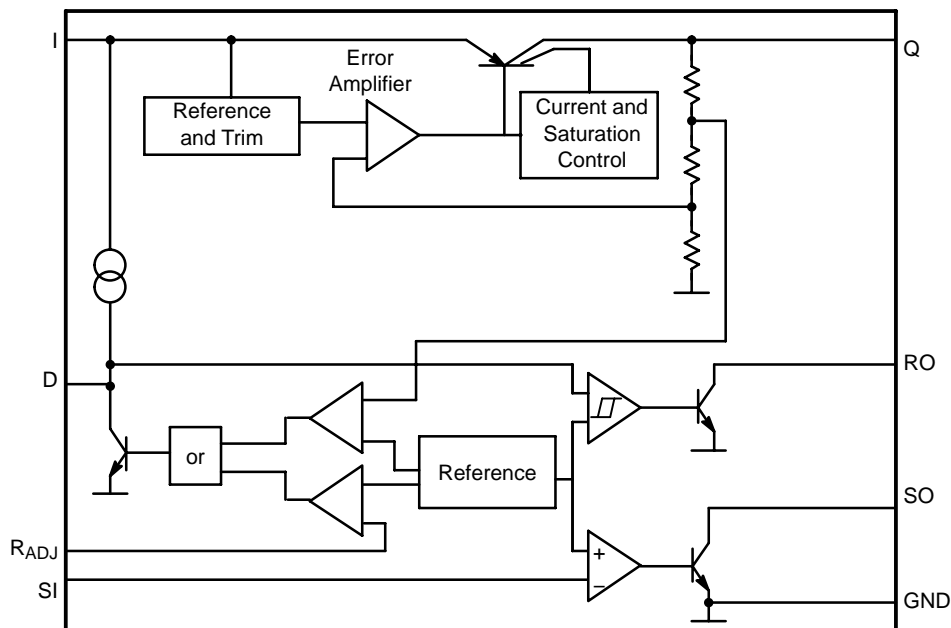 I
Q
Error
Amplifier
Reference
and Trim
Current and
Saturation
Control
D
RO
or
Reference
SO
RADJ
SI
+
−
GND